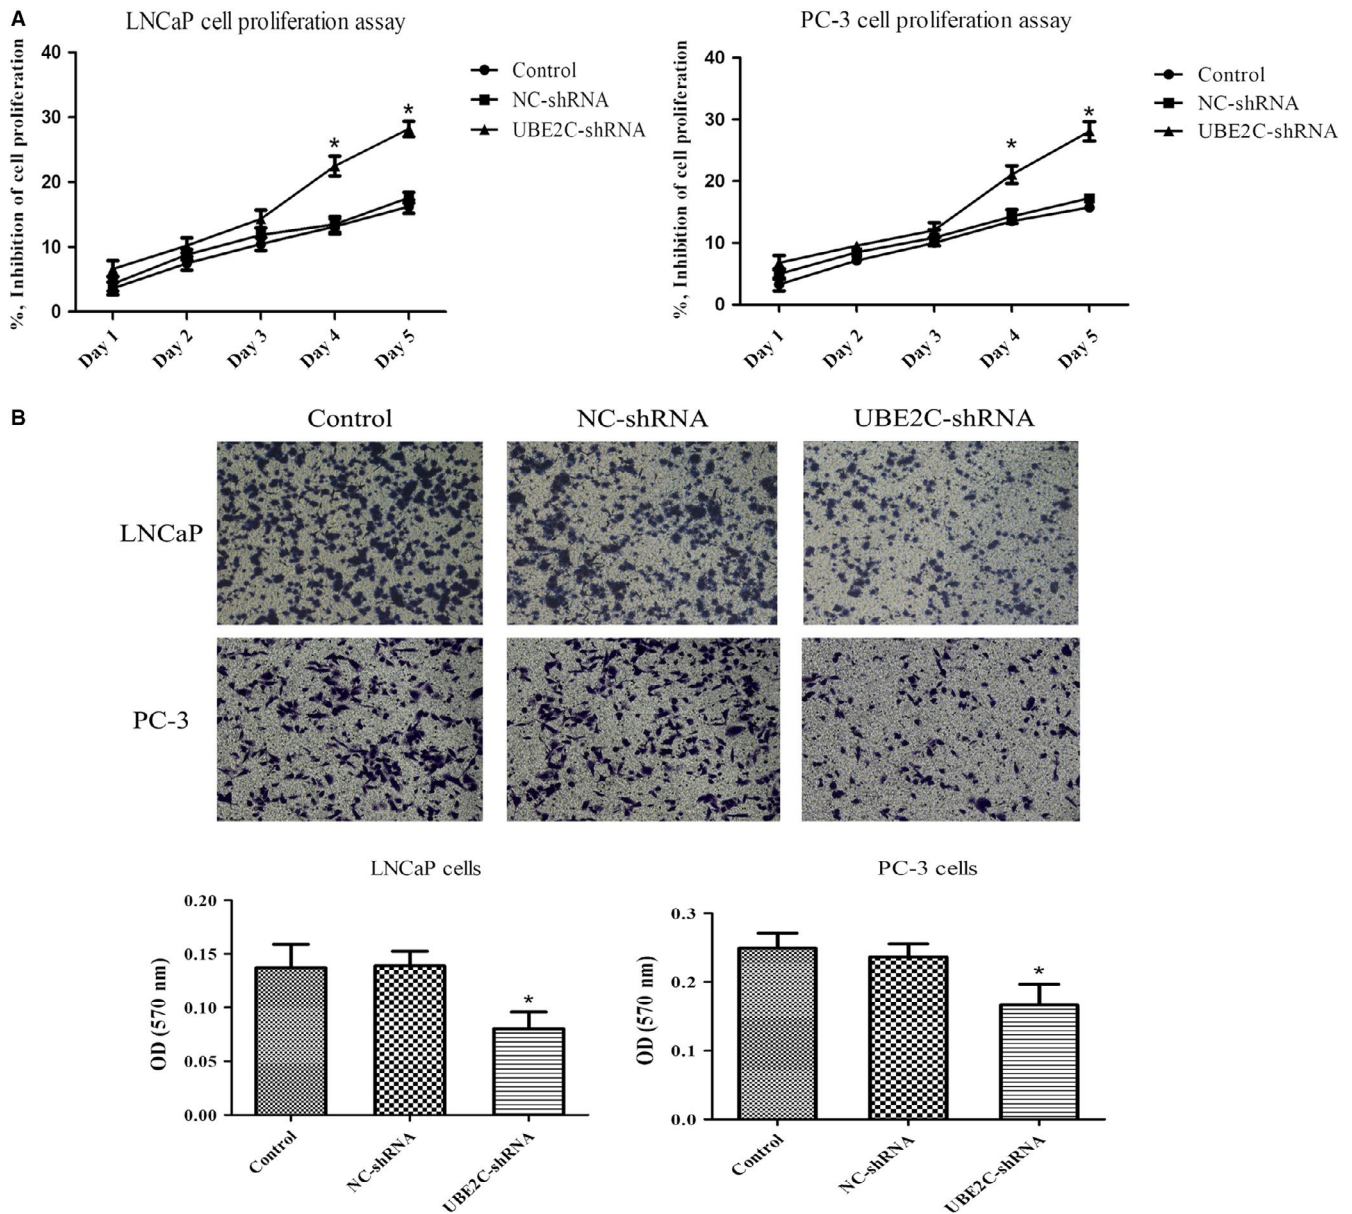 A
LNCaP cell proliferation assay
%, Inhibition of cell proliferation
40
30
20
10
0
Day 1
Day 2
Day 3
Day 4
Day 5
*
*
Control
NC-shRNA
UBE2C-shRNA
PC-3 cell proliferation assay
%, Inhibition of cell proliferation
40
30
20
10
0
Day 1
Day 2
Day 3
Day 4
Day 5
*
*
Control
NC-shRNA
UBE2C-shRNA
B
Control
NC-shRNA
UBE2C-shRNA
LNCaP
PC-3
LNCaP cells
OD (570 nm)
0.20
0.15
0.10
0.05
0.00
*
Control
NC-shRNA
UBE2C-shRNA
PC-3 cells
OD (570 nm)
0.3
0.2
0.1
0.0
*
Control
NC-shRNA
UBE2C-shRNA